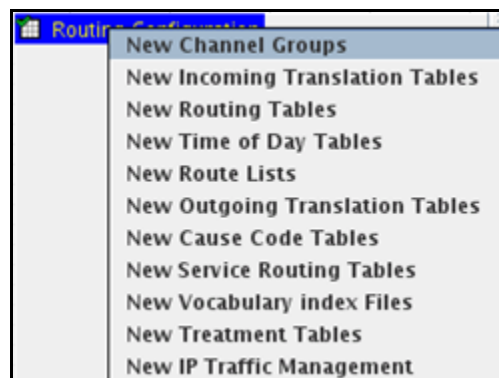 Routing Configuration
New Channel Groups
New Incoming Translation Tables
New Routing Tables
New Time of Day Tables
New Route Lists
New Outgoing Translation Tables
New Cause Code Tables
New Service Routing Tables
New Vocabulary index Files
New Treatment Tables
New IP Traffic Management